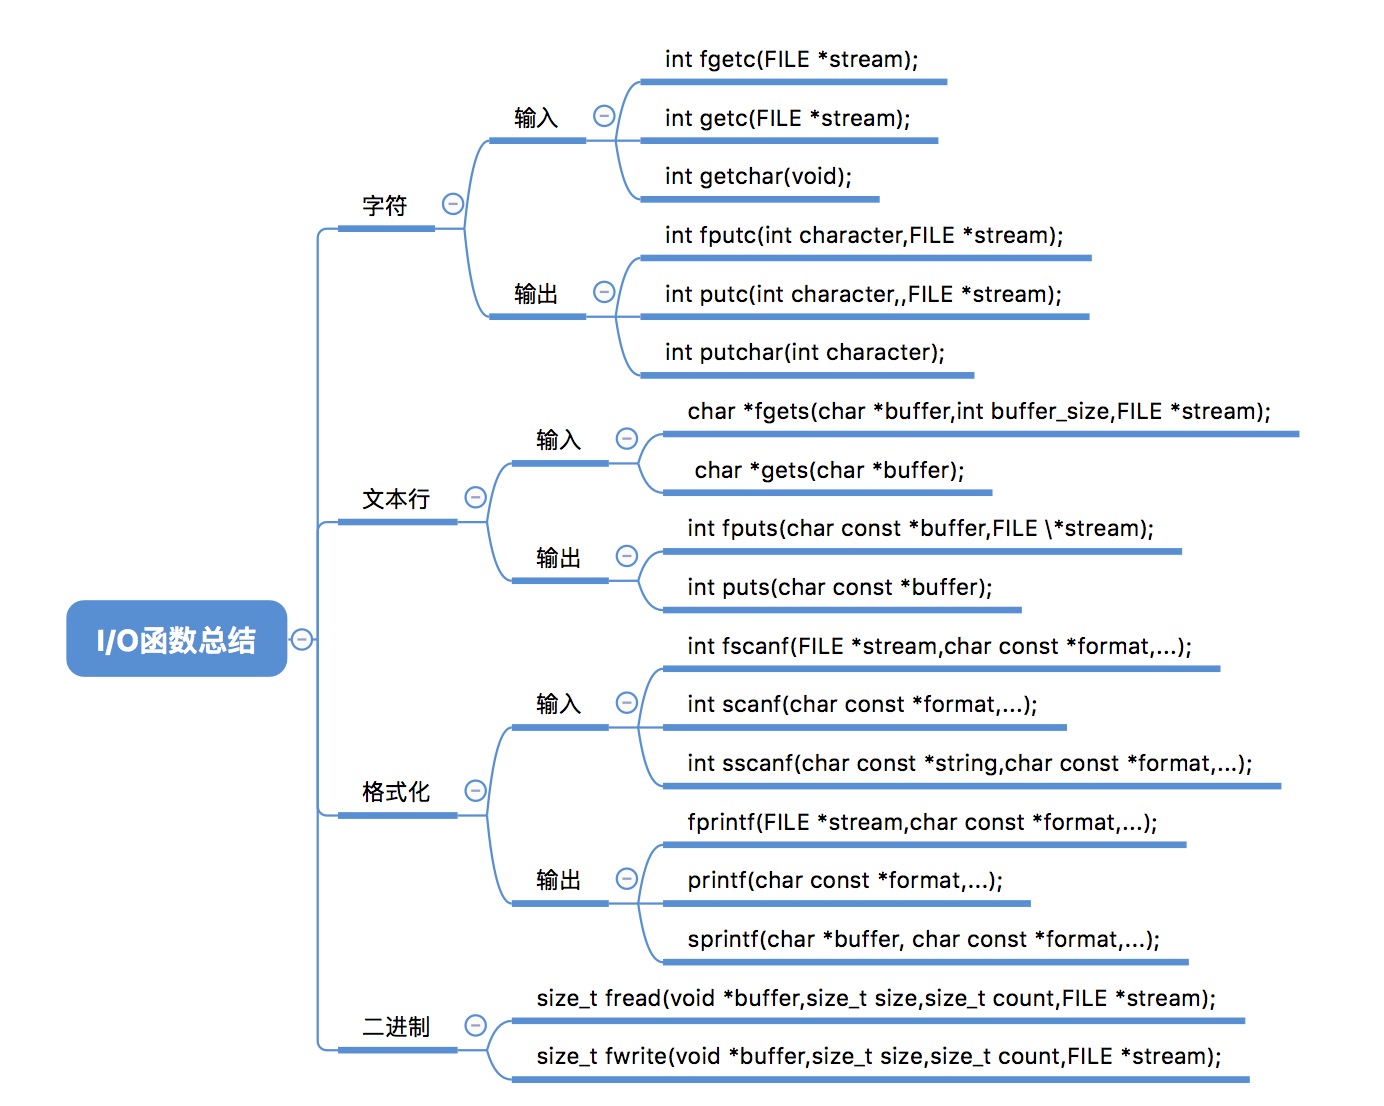 I/O函数总结
字符
输入
int fgetc(FILE *stream);
int getc(FILE *stream);
int getchar(void);
输出
int fputc(int character,FILE *stream);
int putc(int character,,FILE *stream);
int putchar(int character);
文本行
输入
char *fgets(char *buffer,int buffer_size,FILE *stream);
char *gets(char *buffer);
输出
int fputs(char const *buffer,FILE \*stream);
int puts(char const *buffer);
格式化
输入
int fscanf(FILE *stream,char const *format,...);
int scanf(char const *format,...);
int sscanf(char const *string,char const *format,...);
输出
fprintf(FILE *stream,char const *format,...);
printf(char const *format,...);
sprintf(char *buffer, char const *format,...);
二进制
size_t fread(void *buffer,size_t size,size_t count,FILE *stream);
size_t fwrite(void *buffer,size_t size,size_t count,FILE *stream);